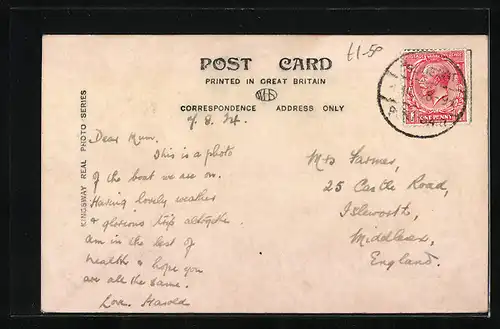 £1-50
POST CARD
PRINTED IN GREAT BRITAIN
CORRESPONDENCE ADDRESS ONLY
KINGSWAY REAL PHOTO SERIES
7. 8. 24.
Dear Mum.
This is a photo
of the boat we are on.
Having lovely weather
& glorious trip altogether.
Am in the best of
health & hope you
are all the same.
Love. Harold
Mrs Farmer,
25 Castle Road,
Isleworth,
Middlesex,
England.
ONE PENNY